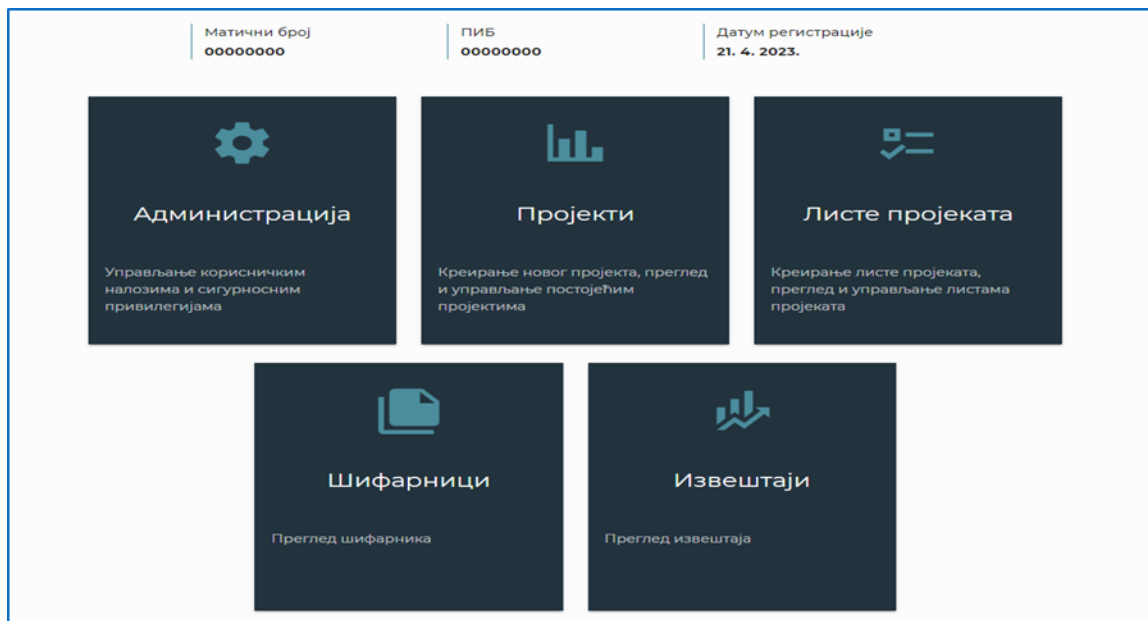 Матични број
00000000
ПИБ
00000000
Датум регистрације
21. 4. 2023.
Администрација
Управљање корисничким
налозима и сигурносним
привилегијама
Пројекти
Креирање новог пројекта, преглед
и управљање постојећим
пројектима
Листе пројеката
Креирање листе пројеката,
преглед и управљање листама
пројеката
Шифарници
Преглед шифарника
Извештаји
Преглед извештаја